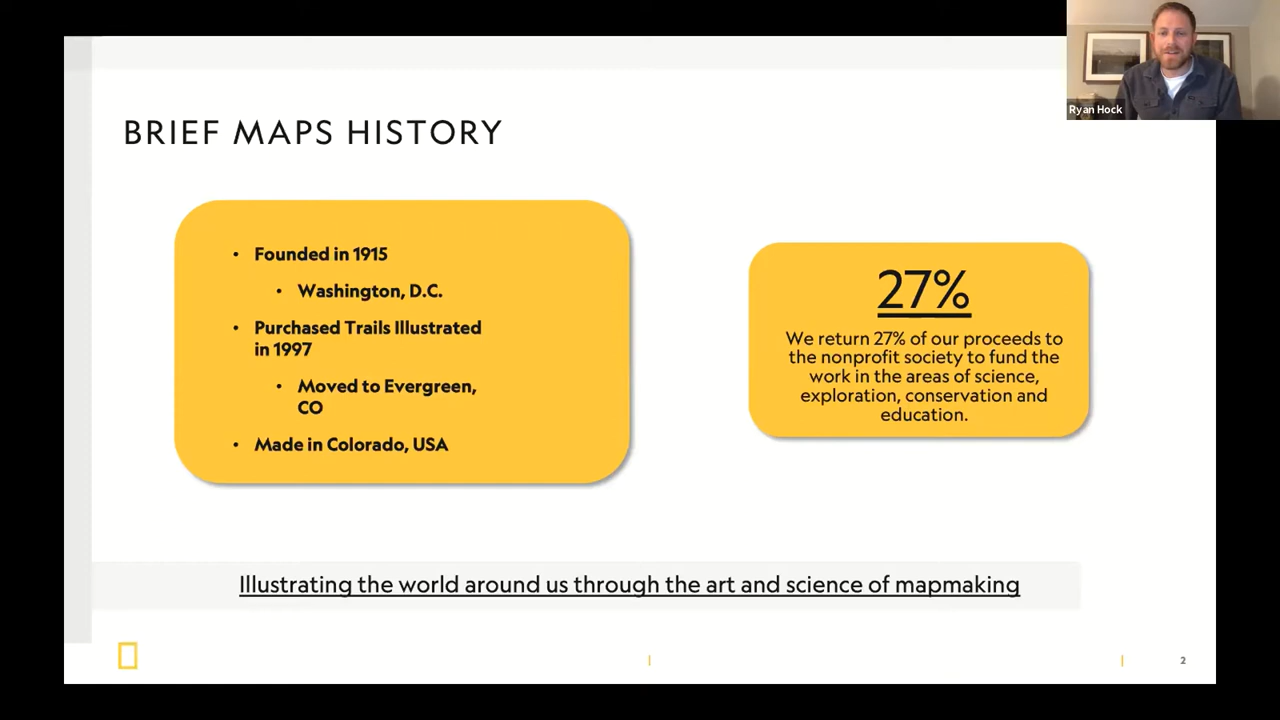 Ryan Hock
BRIEF MAPS HISTORY
• Founded in 1915
• Washington, D.C.
• Purchased Trails Illustrated
in 1997
• Moved to Evergreen,
CO
• Made in Colorado, USA
27%
We return 27% of our proceeds to
the nonprofit society to fund the
work in the areas of science,
exploration, conservation and
education.
Illustrating the world around us through the art and science of mapmaking
2